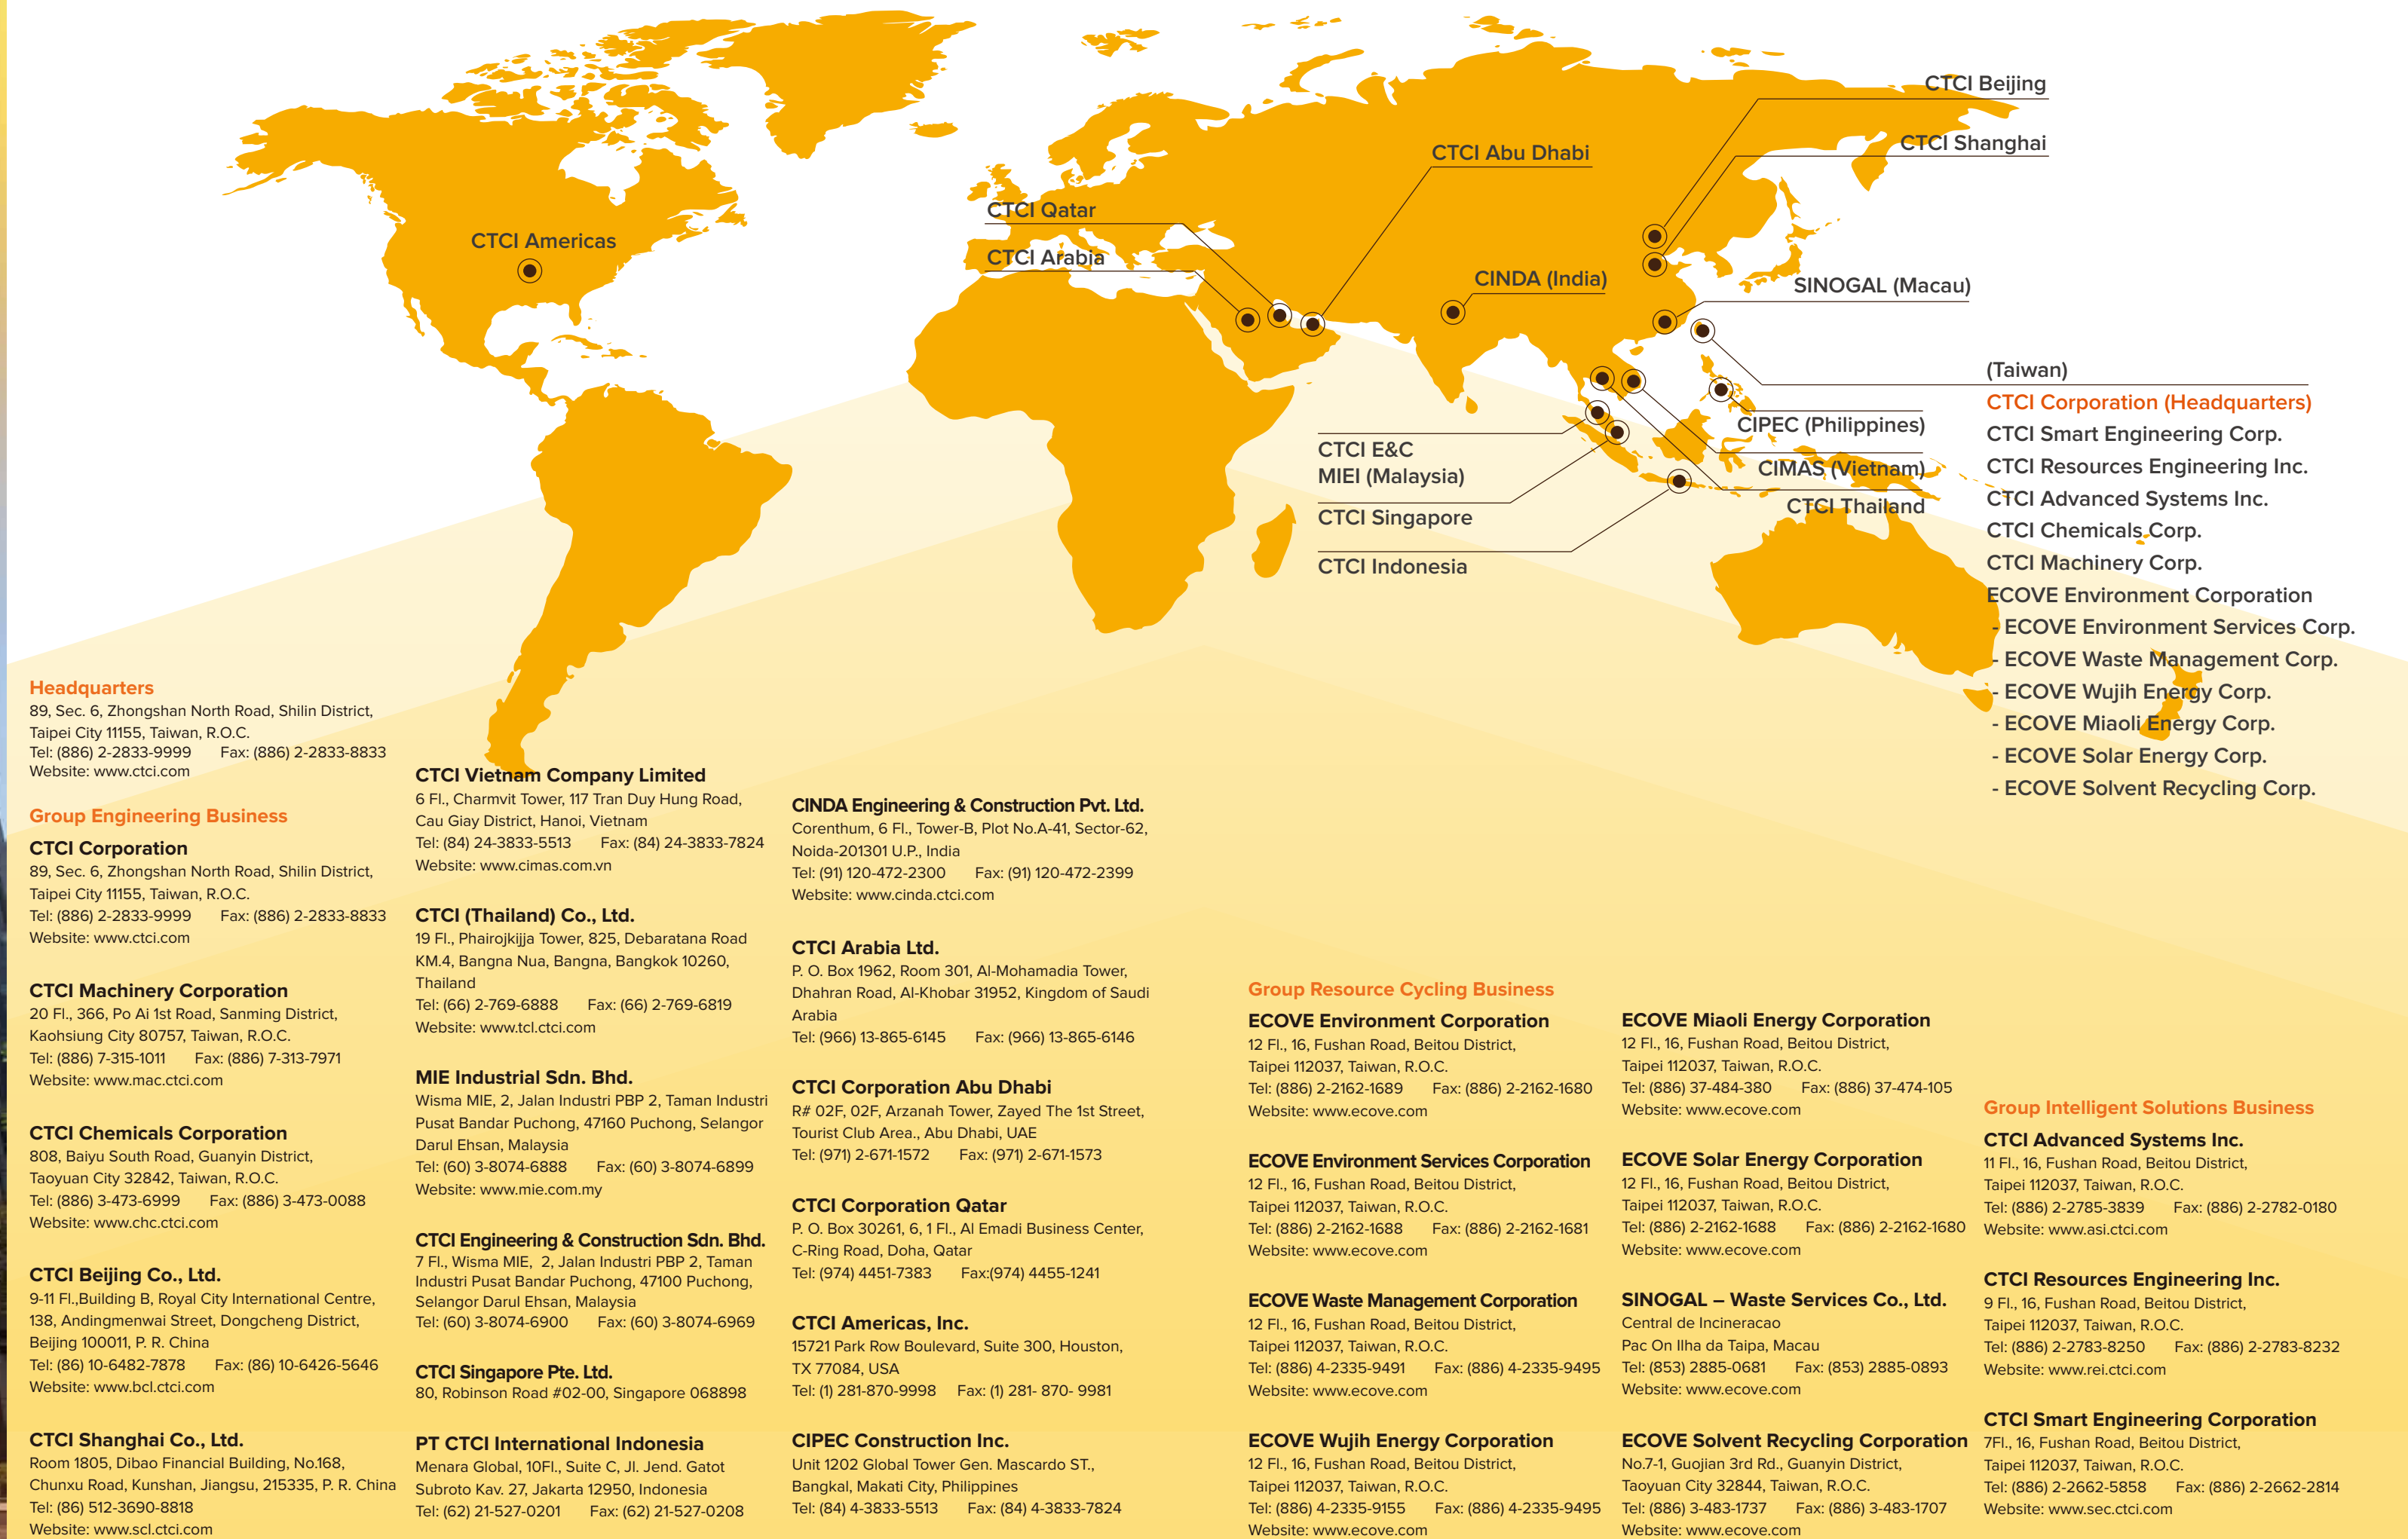 CTCI Beijing
CTCI Shanghai
CTCI Abu Dhabi
CTCI Qatar
CTCI Americas
CTCI Arabia
CINDA (India)
SINOGAL (Macau)
(Taiwan)
CTCI Corporation (Headquarters)
CTCI Smart Engineering Corp.
CTCI Resources Engineering Inc.
CTCI Advanced Systems Inc.
CTCI Chemicals Corp.
CTCI Machinery Corp.
ECOVE Environment Corporation
- ECOVE Environment Services Corp.
- ECOVE Waste Management Corp.
- ECOVE Wujih Energy Corp.
- ECOVE Miaoli Energy Corp.
- ECOVE Solar Energy Corp.
- ECOVE Solvent Recycling Corp.
CIPEC (Philippines)
CIMAS (Vietnam)
CTCI Thailand
CTCI E&C
MIEI (Malaysia)
CTCI Singapore
CTCI Indonesia
Headquarters
89, Sec. 6, Zhongshan North Road, Shilin District,
Taipei City 11155, Taiwan, R.O.C.
Tel: (886) 2-2833-9999 Fax: (886) 2-2833-8833
Website: www.ctci.com
Group Engineering Business
CTCI Corporation
89, Sec. 6, Zhongshan North Road, Shilin District,
Taipei City 11155, Taiwan, R.O.C.
Tel: (886) 2-2833-9999 Fax: (886) 2-2833-8833
Website: www.ctci.com
CTCI Machinery Corporation
20 Fl., 366, Po Ai 1st Road, Sanming District,
Kaohsiung City 80757, Taiwan, R.O.C.
Tel: (886) 7-315-1011 Fax: (886) 7-313-7971
Website: www.mac.ctci.com
CTCI Chemicals Corporation
808, Baiyu South Road, Guanyin District,
Taoyuan City 32842, Taiwan, R.O.C.
Tel: (886) 3-473-6999 Fax: (886) 3-473-0088
Website: www.chc.ctci.com
CTCI Beijing Co., Ltd.
9-11 Fl.,Building B, Royal City International Centre,
138, Andingmenwai Street, Dongcheng District,
Beijing 100011, P. R. China
Tel: (86) 10-6482-7878 Fax: (86) 10-6426-5646
Website: www.bcl.ctci.com
CTCI Shanghai Co., Ltd.
Room 1805, Dibao Financial Building, No.168,
Chunxu Road, Kunshan, Jiangsu, 215335, P. R. China
Tel: (86) 512-3690-8818
Website: www.scl.ctci.com
CTCI Vietnam Company Limited
6 Fl., Charmvit Tower, 117 Tran Duy Hung Road,
Cau Giay District, Hanoi, Vietnam
Tel: (84) 24-3833-5513 Fax: (84) 24-3833-7824
Website: www.cimas.com.vn
CTCI (Thailand) Co., Ltd.
19 Fl., Phairojkijja Tower, 825, Debaratana Road
KM.4, Bangna Nua, Bangna, Bangkok 10260,
Thailand
Tel: (66) 2-769-6888 Fax: (66) 2-769-6819
Website: www.tcl.ctci.com
MIE Industrial Sdn. Bhd.
Wisma MIE, 2, Jalan Industri PBP 2, Taman Industri
Pusat Bandar Puchong, 47160 Puchong, Selangor
Darul Ehsan, Malaysia
Tel: (60) 3-8074-6888 Fax: (60) 3-8074-6899
Website: www.mie.com.my
CTCI Engineering & Construction Sdn. Bhd.
7 Fl., Wisma MIE, 2, Jalan Industri PBP 2, Taman
Industri Pusat Bandar Puchong, 47100 Puchong,
Selangor Darul Ehsan, Malaysia
Tel: (60) 3-8074-6900 Fax: (60) 3-8074-6969
CTCI Singapore Pte. Ltd.
80, Robinson Road #02-00, Singapore 068898
PT CTCI International Indonesia
Menara Global, 10Fl., Suite C, Jl. Jend. Gatot
Subroto Kav. 27, Jakarta 12950, Indonesia
Tel: (62) 21-527-0201 Fax: (62) 21-527-0208
CINDA Engineering & Construction Pvt. Ltd.
Corenthum, 6 Fl., Tower-B, Plot No.A-41, Sector-62,
Noida-201301 U.P., India
Tel: (91) 120-472-2300 Fax: (91) 120-472-2399
Website: www.cinda.ctci.com
CTCI Arabia Ltd.
P. O. Box 1962, Room 301, Al-Mohamadia Tower,
Dhahran Road, Al-Khobar 31952, Kingdom of Saudi
Arabia
Tel: (966) 13-865-6145 Fax: (966) 13-865-6146
CTCI Corporation Abu Dhabi
R# 02F, 02F, Arzanah Tower, Zayed The 1st Street,
Tourist Club Area., Abu Dhabi, UAE
Tel: (971) 2-671-1572 Fax: (971) 2-671-1573
CTCI Corporation Qatar
P. O. Box 30261, 6, 1 Fl., Al Emadi Business Center,
C-Ring Road, Doha, Qatar
Tel: (974) 4451-7383 Fax:(974) 4455-1241
CTCI Americas, Inc.
15721 Park Row Boulevard, Suite 300, Houston,
TX 77084, USA
Tel: (1) 281-870-9998 Fax: (1) 281- 870- 9981
CIPEC Construction Inc.
Unit 1202 Global Tower Gen. Mascardo ST.,
Bangkal, Makati City, Philippines
Tel: (84) 4-3833-5513 Fax: (84) 4-3833-7824
Group Resource Cycling Business
ECOVE Environment Corporation
12 Fl., 16, Fushan Road, Beitou District,
Taipei 112037, Taiwan, R.O.C.
Tel: (886) 2-2162-1689 Fax: (886) 2-2162-1680
Website: www.ecove.com
ECOVE Environment Services Corporation
12 Fl., 16, Fushan Road, Beitou District,
Taipei 112037, Taiwan, R.O.C.
Tel: (886) 2-2162-1688 Fax: (886) 2-2162-1681
Website: www.ecove.com
ECOVE Waste Management Corporation
12 Fl., 16, Fushan Road, Beitou District,
Taipei 112037, Taiwan, R.O.C.
Tel: (886) 4-2335-9491 Fax: (886) 4-2335-9495
Website: www.ecove.com
ECOVE Wujih Energy Corporation
12 Fl., 16, Fushan Road, Beitou District,
Taipei 112037, Taiwan, R.O.C.
Tel: (886) 4-2335-9155 Fax: (886) 4-2335-9495
Website: www.ecove.com
ECOVE Miaoli Energy Corporation
12 Fl., 16, Fushan Road, Beitou District,
Taipei 112037, Taiwan, R.O.C.
Tel: (886) 37-484-380 Fax: (886) 37-474-105
Website: www.ecove.com
ECOVE Solar Energy Corporation
12 Fl., 16, Fushan Road, Beitou District,
Taipei 112037, Taiwan, R.O.C.
Tel: (886) 2-2162-1688 Fax: (886) 2-2162-1680
Website: www.ecove.com
SINOGAL – Waste Services Co., Ltd.
Central de Incineracao
Pac On Ilha da Taipa, Macau
Tel: (853) 2885-0681 Fax: (853) 2885-0893
Website: www.ecove.com
ECOVE Solvent Recycling Corporation
No.7-1, Guojian 3rd Rd., Guanyin District,
Taoyuan City 32844, Taiwan, R.O.C.
Tel: (886) 3-483-1737 Fax: (886) 3-483-1707
Website: www.ecove.com
Group Intelligent Solutions Business
CTCI Advanced Systems Inc.
11 Fl., 16, Fushan Road, Beitou District,
Taipei 112037, Taiwan, R.O.C.
Tel: (886) 2-2785-3839 Fax: (886) 2-2782-0180
Website: www.asi.ctci.com
CTCI Resources Engineering Inc.
9 Fl., 16, Fushan Road, Beitou District,
Taipei 112037, Taiwan, R.O.C.
Tel: (886) 2-2783-8250 Fax: (886) 2-2783-8232
Website: www.rei.ctci.com
CTCI Smart Engineering Corporation
7Fl., 16, Fushan Road, Beitou District,
Taipei 112037, Taiwan, R.O.C.
Tel: (886) 2-2662-5858 Fax: (886) 2-2662-2814
Website: www.sec.ctci.com